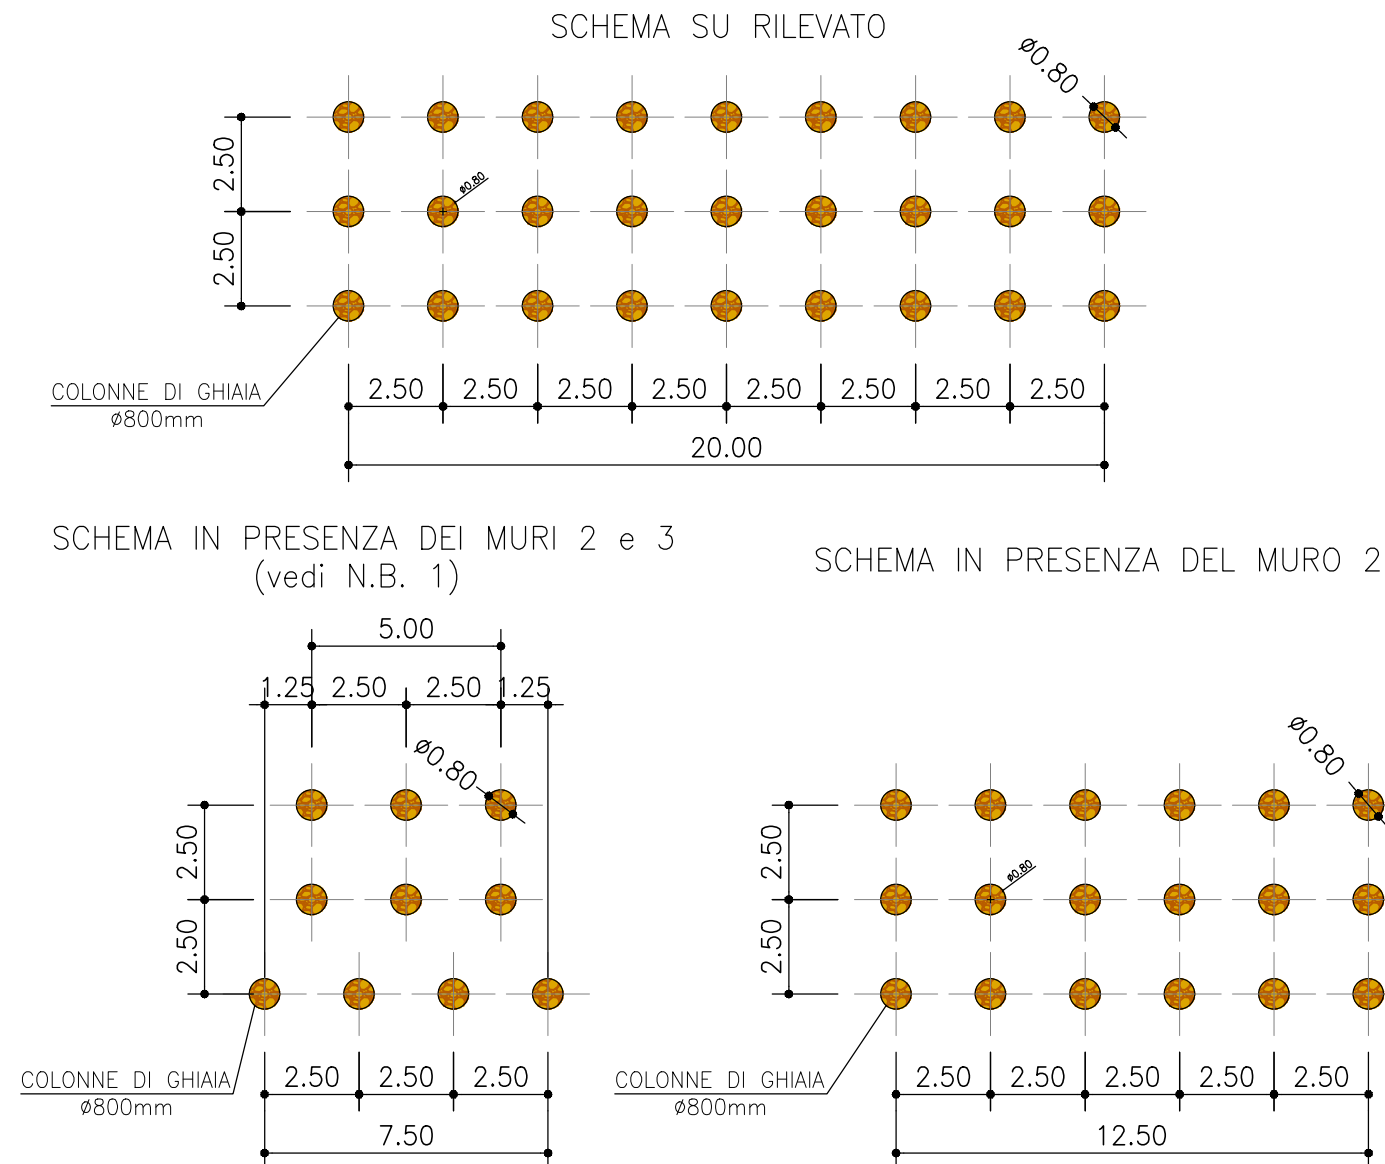 SCHEMA SU RILEVATO
ø0.80
2.50
ø0.80
2.50
COLONNE DI GHIAIA
ø800mm
2.50 2.50 2.50 2.50 2.50 2.50 2.50 2.50
20.00
SCHEMA IN PRESENZA DEI MURI 2 e 3
(vedi N.B. 1)
5.00
1.25 2.50 2.50 1.25
ø0.80
2.50
2.50
COLONNE DI GHIAIA
ø800mm
2.50 2.50 2.50
7.50
SCHEMA IN PRESENZA DEL MURO 2
ø0.80
2.50
ø0.80
2.50
COLONNE DI GHIAIA
ø800mm
2.50 2.50 2.50 2.50 2.50
12.50